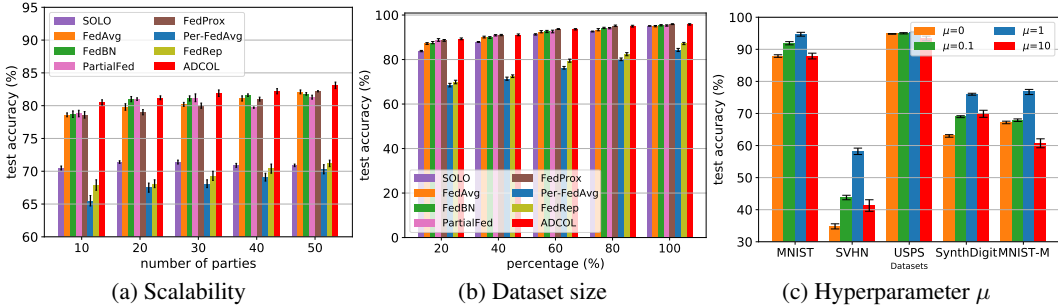 test accuracy (%)
95
90
85
80
75
70
65
60
SOLO
FedAvg
FedBN
PartialFed
FedProx
Per-FedAvg
FedRep
ADCOL
10 20 30 40 50
number of parties
(a) Scalability
test accuracy (%)
100
80
60
40
20
0
SOLO
FedAvg
FedBN
PartialFed
FedProx
Per-FedAvg
FedRep
ADCOL
20 40 60 80 100
percentage (%)
(b) Dataset size
test accuracy (%)
100
90
80
70
60
50
40
30
μ=0
μ=0.1
μ=1
μ=10
MNIST SVHN USPS SynthDigit MNIST-M
Datasets
(c) Hyperparameter μ